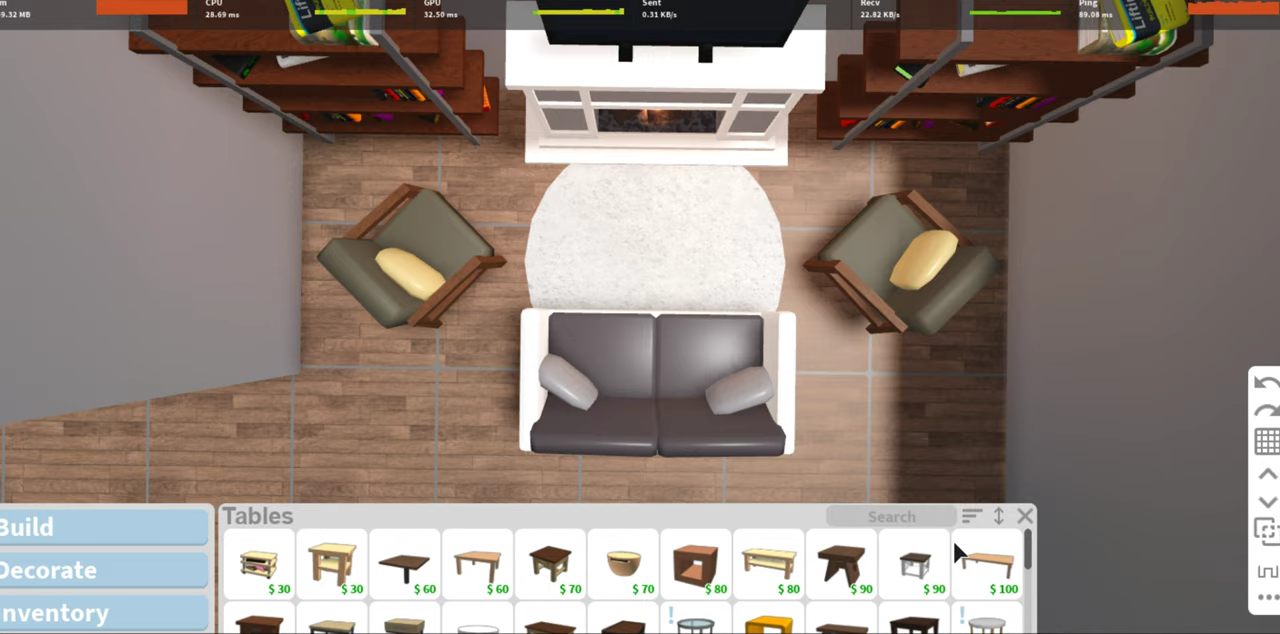 CPU GPU Sent Recv Ping
9.32 MB 28.69 ms 32.50 ms 0.31 KB/s 22.82 KB/s 89.08 ms
Build
Decorate
nventory
Tables Search
$ 30 $ 30 $ 60 $ 60 $ 70 $ 70 $ 80 $ 80 $ 90 $ 90 $ 100
! !